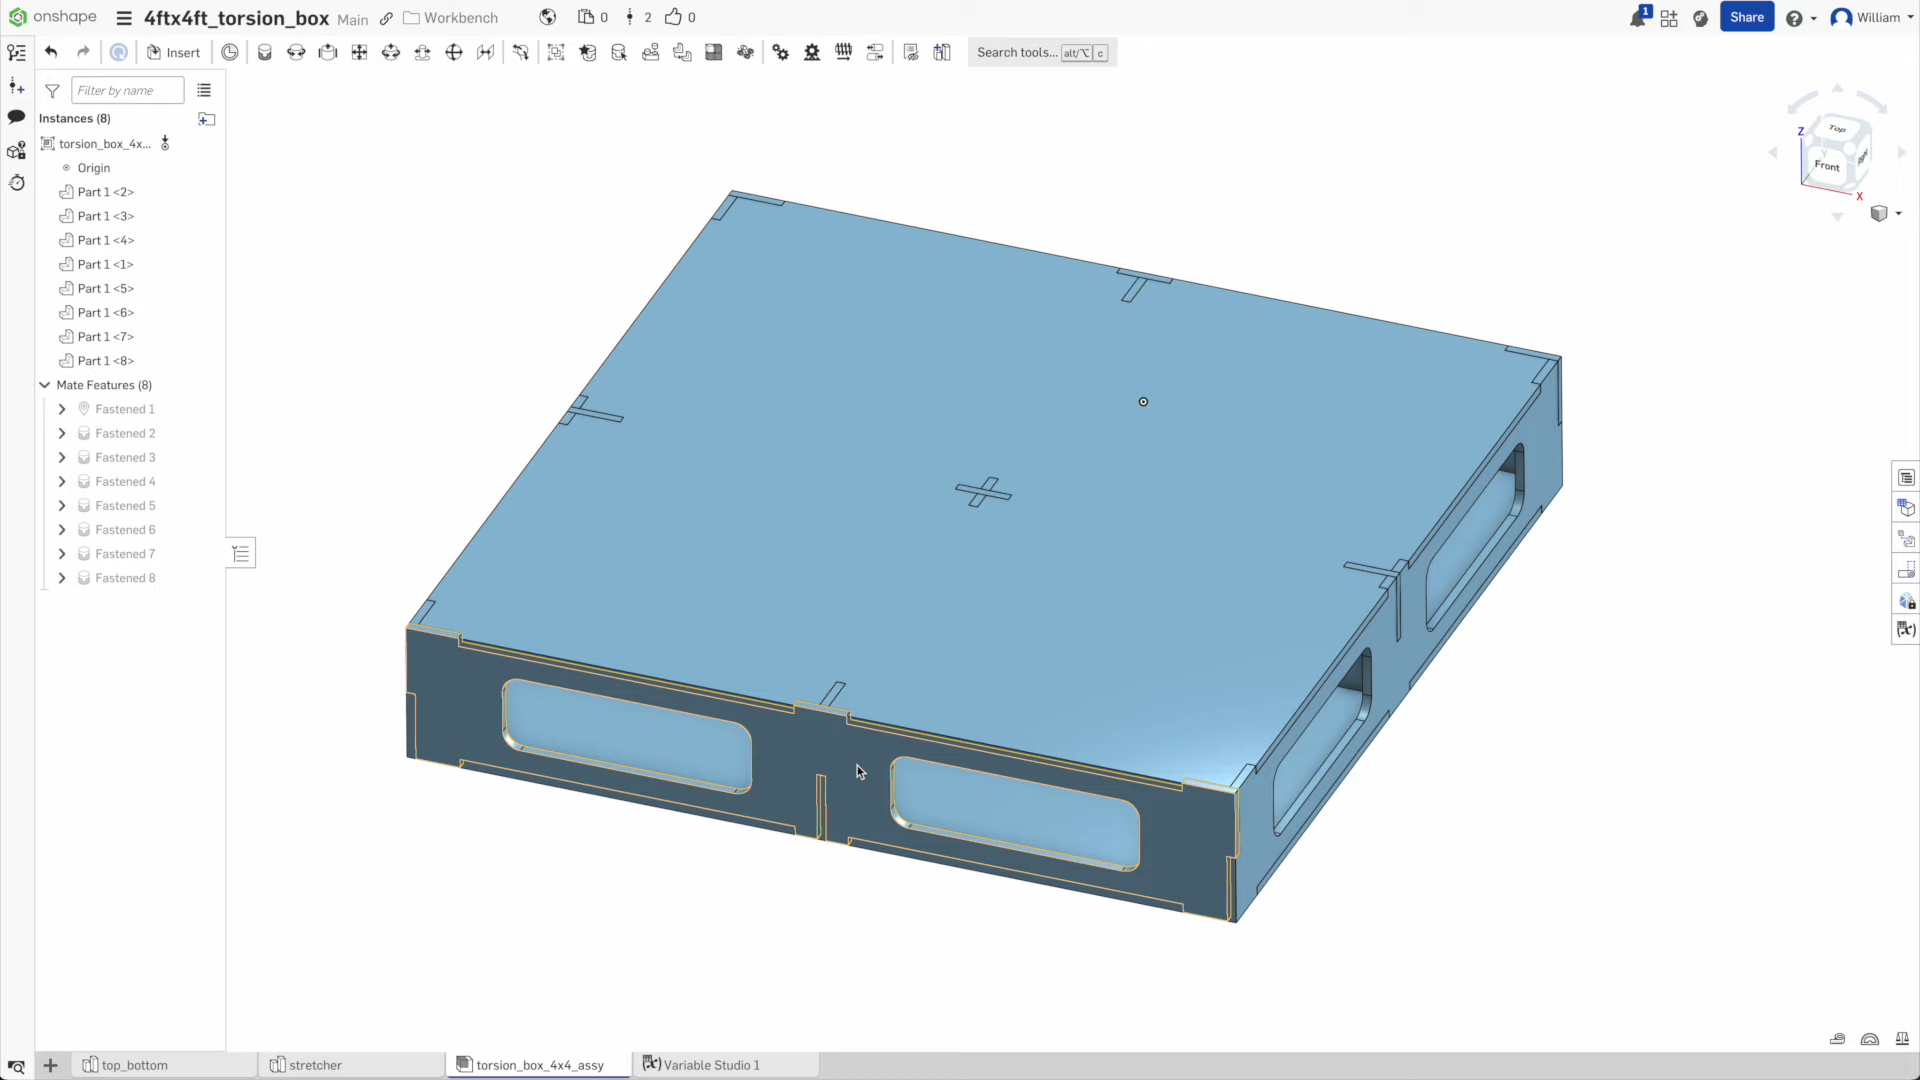 onshape
4ftx4ft_torsion_box Main Workbench 0 2 0 1 Share William
Insert Search tools... alt/⌥ c
Filter by name
Instances (8)
torsion_box_4x...
Origin
Part 1 <2>
Part 1 <3>
Part 1 <4>
Part 1 <1>
Part 1 <5>
Part 1 <6>
Part 1 <7>
Part 1 <8>
Mate Features (8)
Fastened 1
Fastened 2
Fastened 3
Fastened 4
Fastened 5
Fastened 6
Fastened 7
Fastened 8
Top
Z
Y
Front
Right
X
top_bottom
stretcher
torsion_box_4x4_assy
Variable Studio 1